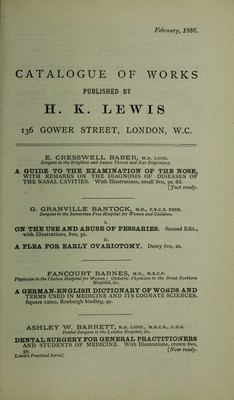 February, 1886.
CATALOGUE OF WORKS
PUBLISHED BY
H. K. LEWIS
136 GOWER STREET, LONDON, W.C.
E. CRESSWELL BABER, M.B. LOND.
Surgeon to the Brighton and Sussex Throat and Ear Dispensary.
A GUIDE TO THE EXAMINATION OF THE NOSE,
WITH REMARKS ON THE DIAGNOSIS OF DISEASES OF
THE NASAL CAVITIES. With Illustrations, small 8vo, 5s. 6d.
[Just ready.
G. GRANVILLE BANTOCK, M.D., F.R.C.S. EDIN.
Surgeon to the Samaritan Free Hospital for Women and Children.
I.
ON THE USE AND ABUSE OF PESSARIES. Second Edit.,
with Illustrations, 8vo, 5s.
II.
A PLEA FOR EARLY OVARIOTOMY. Demy 8vo, 2s.
FANCOURT BARNES, M.D., M.R.C.P.
Physician to the Chelsea Hospital for Women; Obstetric Physician to the Great Northern
Hospital, &c.
A GERMAN-ENGLISH DICTIONARY OF WORDS AND
TERMS USED IN MEDICINE AND ITS COGNATE SCIENCES.
Square 12mo, Roxburgh binding, 9s.
ASHLEY W. BARRETT, M.B. LOND., M.R.C.S., L.D.S.
Dental Surgeon to the London Hospital, &c.
DENTAL SURGERY FOR GENERAL PRACTITIONERS
AND STUDENTS OF MEDICINE. With Illustrations, crown 8vo,
3s. [Now ready.
Lewis's Practical Series].